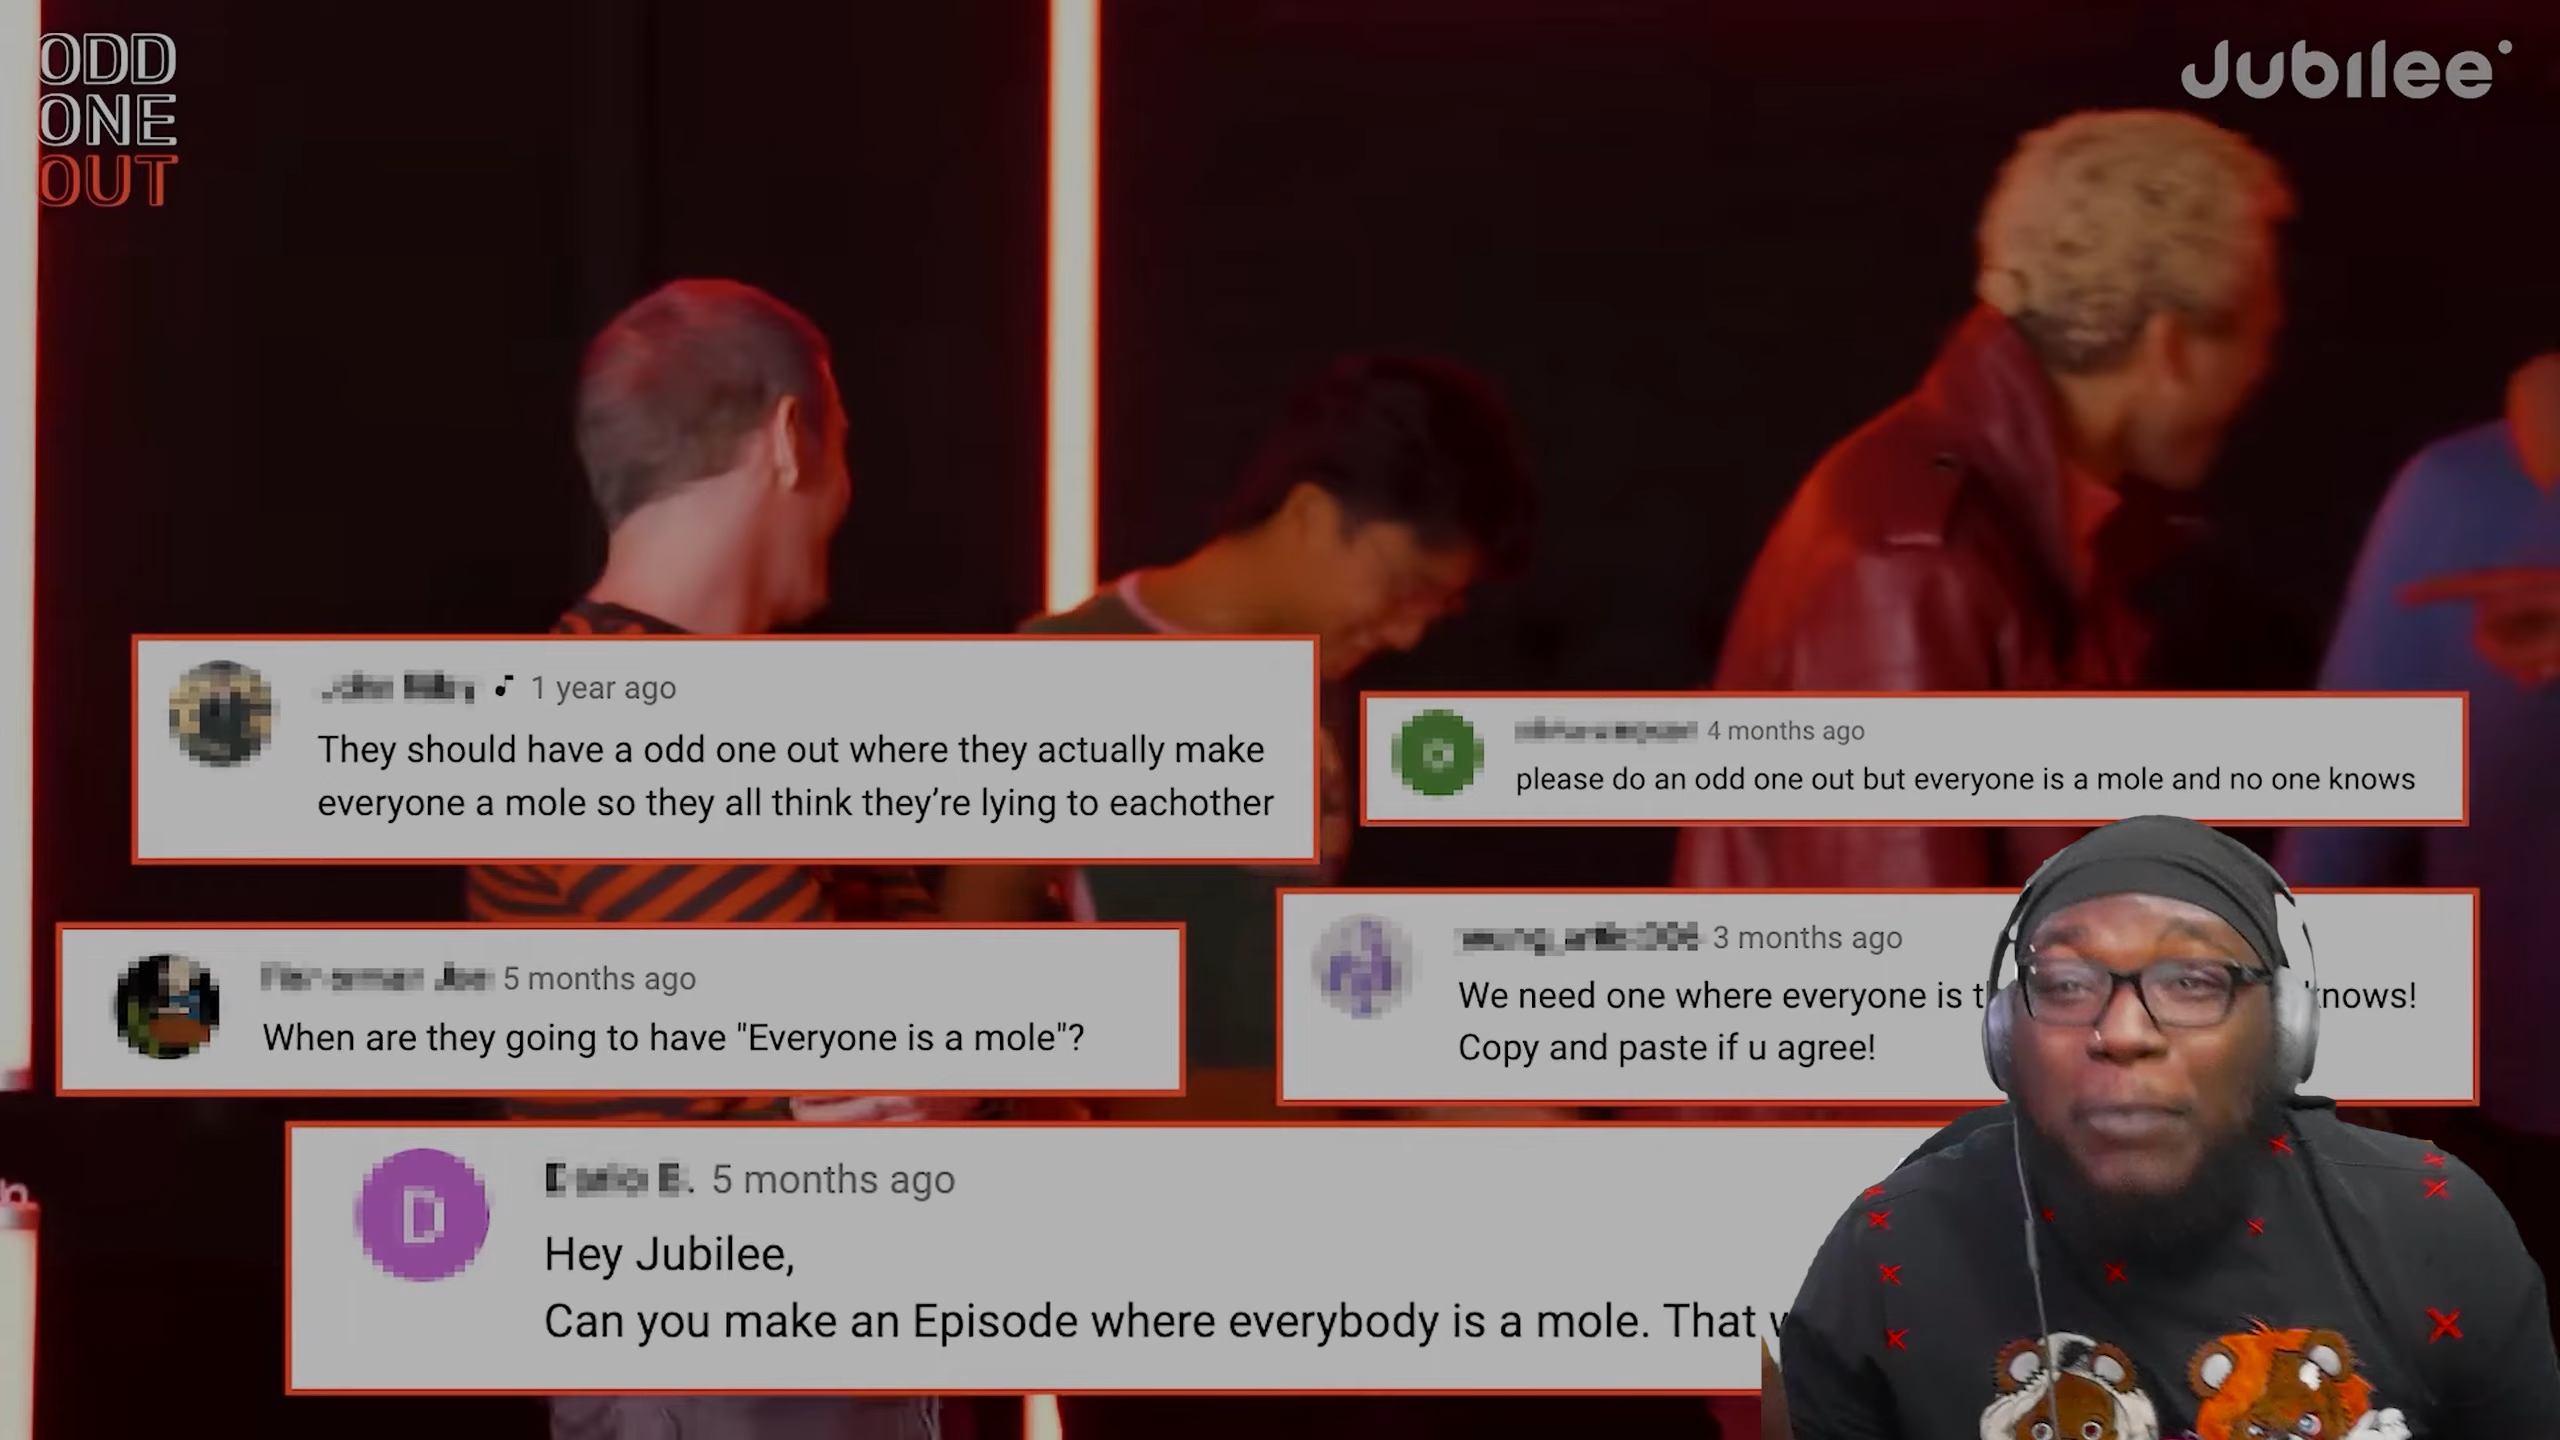 ODD
ONE
OUT
Jubilee
1 year ago
They should have a odd one out where they actually make
everyone a mole so they all think they're lying to eachother
4 months ago
please do an odd one out but everyone is a mole and no one knows
5 months ago
When are they going to have "Everyone is a mole"?
3 months ago
We need one where everyone is knows!
Copy and paste if u agree!
D
5 months ago
Hey Jubilee,
Can you make an Episode where everybody is a mole. That